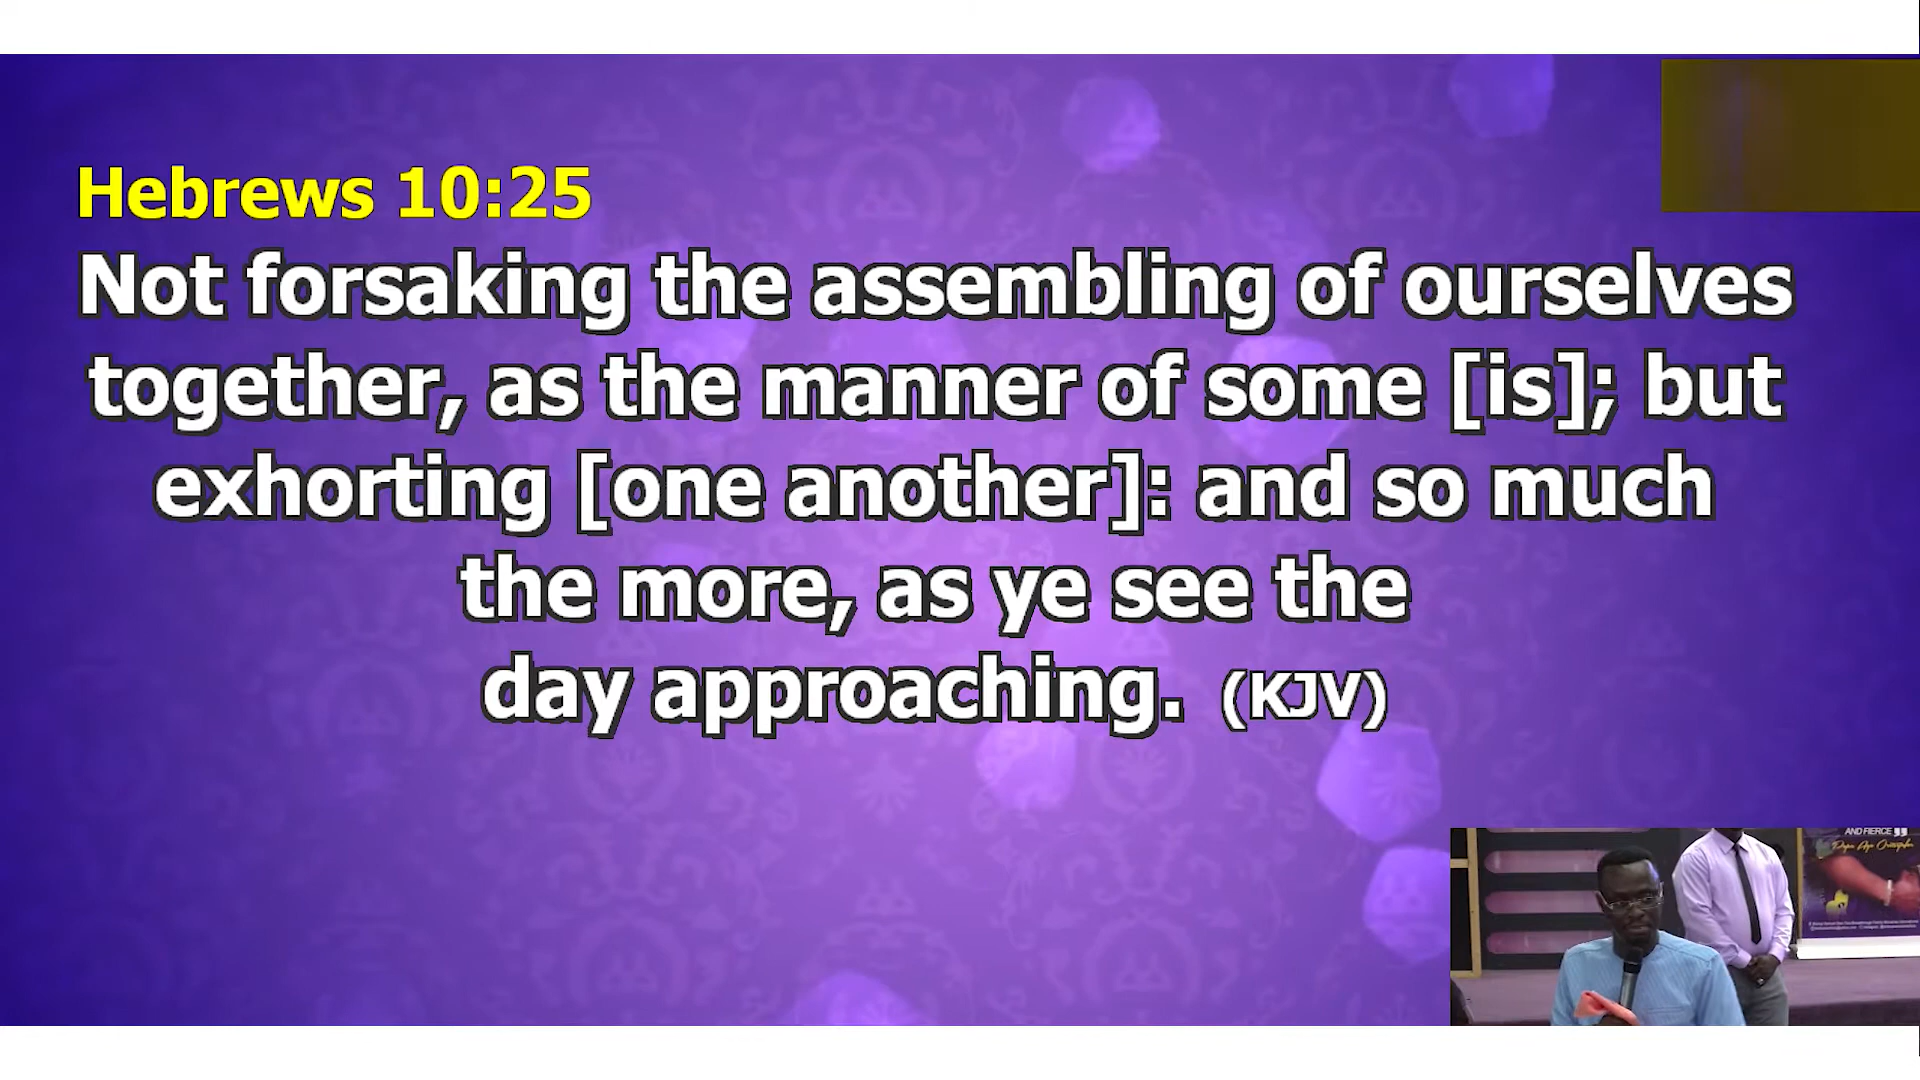 Hebrews 10:25
Not forsaking the assembling of ourselves
together, as the manner of some [is]; but
exhorting [one another]: and so much
the more, as ye see the
day approaching. (KJV)
AND FIERCE